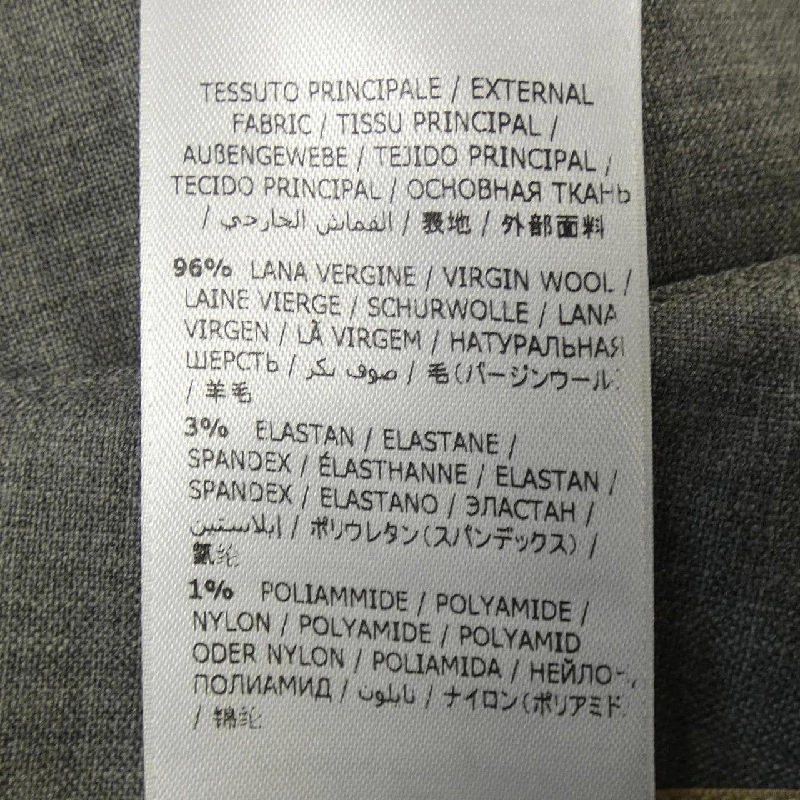 TESSUTO PRINCIPALE / EXTERNAL
FABRIC / TISSU PRINCIPAL /
AUßENGEWEBE / TEJIDO PRINCIPAL /
TECIDO PRINCIPAL / ОСНОВНАЯ ТКАНЬ
/ القماش الخارجي / 表地 / 外部面料
96% LANA VERGINE / VIRGIN WOOL /
LAINE VIERGE / SCHURWOLLE / LANA
VIRGEN / LÃ VIRGEM / НАТУРАЛЬНАЯ
ШЕРСТЬ / صوف بكر / 毛(バージンウール)
/ 羊毛
3% ELASTAN / ELASTANE /
SPANDEX / ÉLASTHANNE / ELASTAN /
SPANDEX / ELASTANO / ЭЛАСТАН /
ايلاستين / ポリウレタン(スパンデックス) /
氨纶
1% POLIAMMIDE / POLYAMIDE /
NYLON / POLYAMIDE / POLYAMID
ODER NYLON / POLIAMIDA / НЕЙЛО-,
ПОЛИАМИД / نايلون / ナイロン(ポリアミド
/ 锦纶